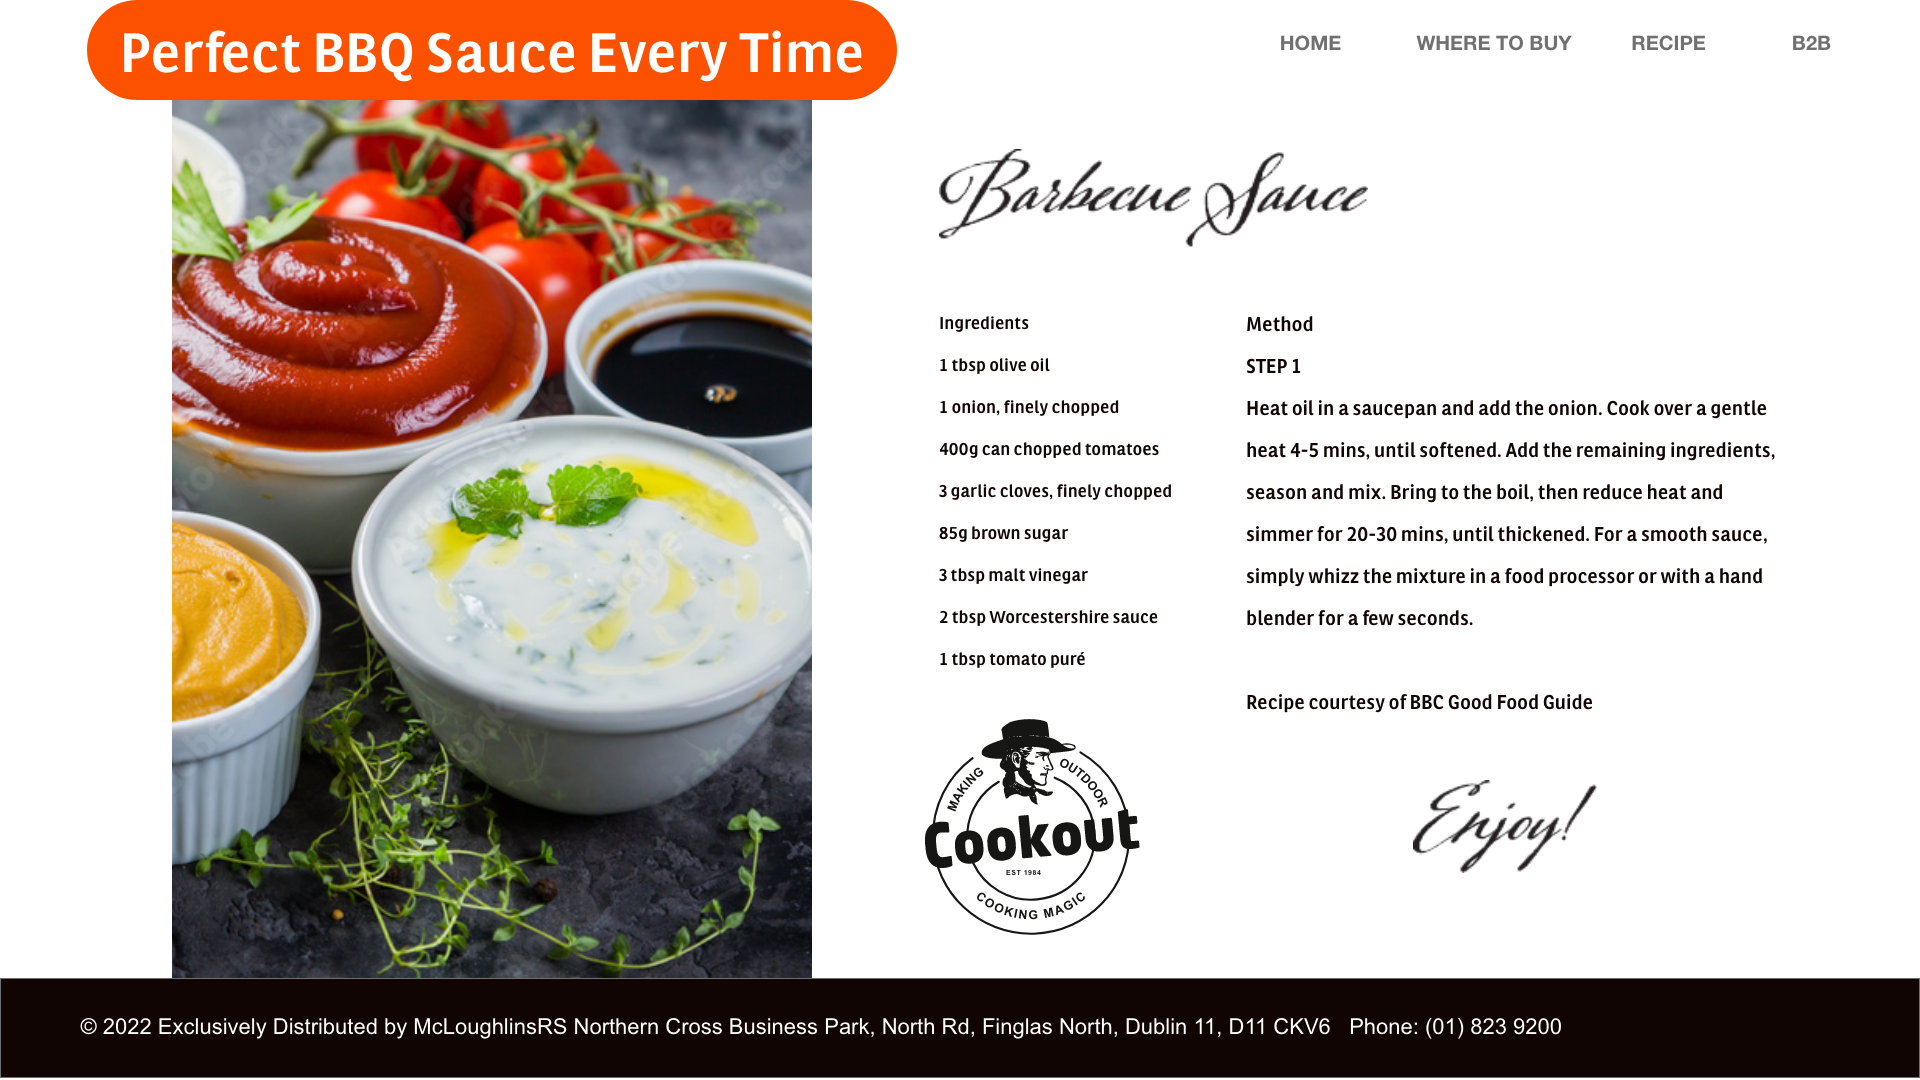 Perfect BBQ Sauce Every Time
HOME WHERE TO BUY RECIPE B2B
Barbecue Sauce
Ingredients
1 tbsp olive oil
1 onion, finely chopped
400g can chopped tomatoes
3 garlic cloves, finely chopped
85g brown sugar
3 tbsp malt vinegar
2 tbsp Worcestershire sauce
1 tbsp tomato puré
Method
STEP 1
Heat oil in a saucepan and add the onion. Cook over a gentle
heat 4-5 mins, until softened. Add the remaining ingredients,
season and mix. Bring to the boil, then reduce heat and
simmer for 20-30 mins, until thickened. For a smooth sauce,
simply whizz the mixture in a food processor or with a hand
blender for a few seconds.
Recipe courtesy of BBC Good Food Guide
MAKING OUTDOOR
Cookout
EST 1984
COOKING MAGIC
Enjoy!
© 2022 Exclusively Distributed by McLoughlinsRS Northern Cross Business Park, North Rd, Finglas North, Dublin 11, D11 CKV6 Phone: (01) 823 9200